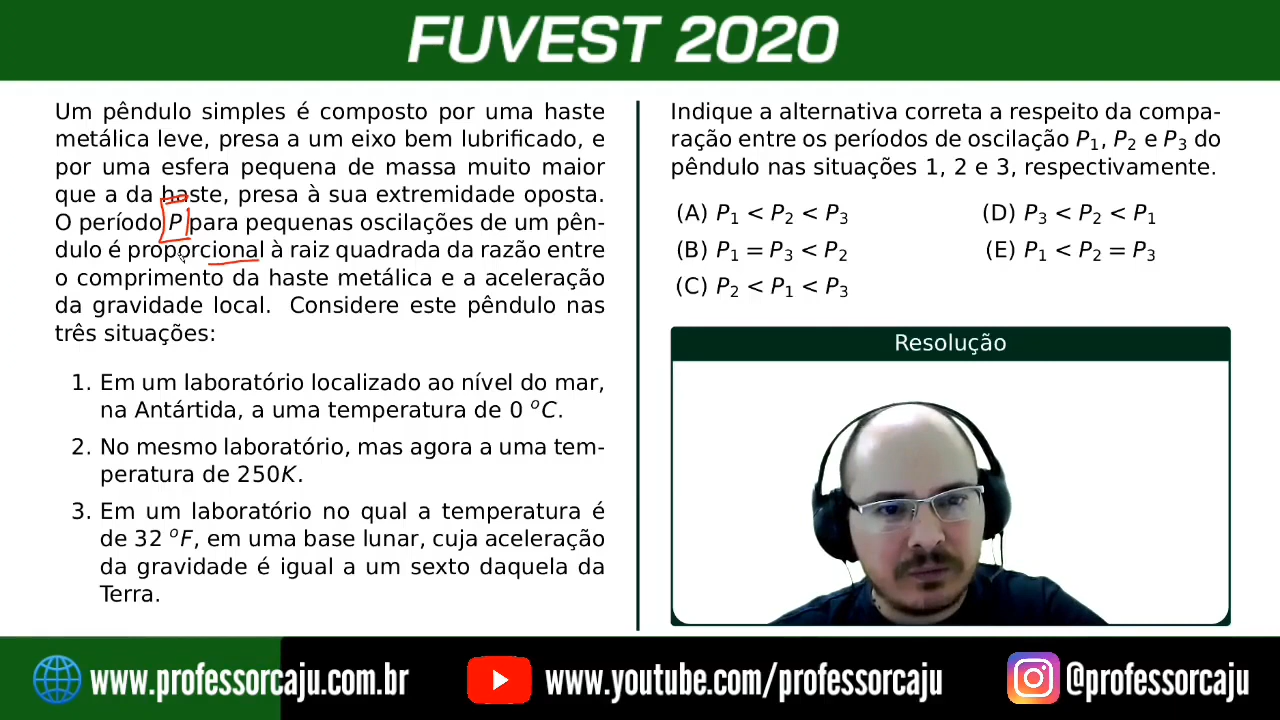 FUVEST 2020
Um pêndulo simples é composto por uma haste
metálica leve, presa a um eixo bem lubrificado, e
por uma esfera pequena de massa muito maior
que a da haste, presa à sua extremidade oposta.
O período P para pequenas oscilações de um pên-
dulo é proporcional à raiz quadrada da razão entre
o comprimento da haste metálica e a aceleração
da gravidade local. Considere este pêndulo nas
três situações:
1. Em um laboratório localizado ao nível do mar,
na Antártida, a uma temperatura de 0 °C.
2. No mesmo laboratório, mas agora a uma tem-
peratura de 250K.
3. Em um laboratório no qual a temperatura é
de 32 °F, em uma base lunar, cuja aceleração
da gravidade é igual a um sexto daquela da
Terra.
Indique a alternativa correta a respeito da compa-
ração entre os períodos de oscilação P₁, P₂ e P₃ do
pêndulo nas situações 1, 2 e 3, respectivamente.
(A) P₁ < P₂ < P₃
(B) P₁ = P₃ < P₂
(C) P₂ < P₁ < P₃
(D) P₃ < P₂ < P₁
(E) P₁ < P₂ = P₃
Resolução
www.professorcaju.com.br
www.youtube.com/professorcaju
@professorcaju